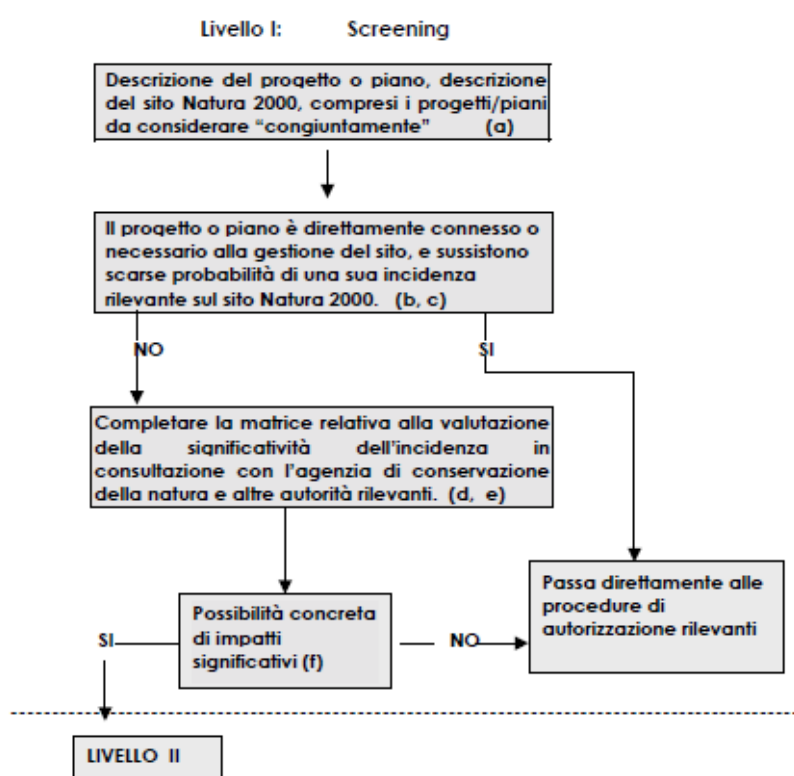 Livello I: Screening
Descrizione del progetto o piano, descrizione
del sito Natura 2000, compresi i progetti/piani
da considerare “congiuntamente” (a)
Il progetto o piano è direttamente connesso o
necessario alla gestione del sito, e sussistono
scarse probabilità di una sua incidenza
rilevante sul sito Natura 2000. (b, c)
NO
SI
Completare la matrice relativa alla valutazione
della significatività dell’incidenza in
consultazione con l’agenzia di conservazione
della natura e altre autorità rilevanti. (d, e)
Possibilità concreta
di impatti
significativi (f)
SI
NO
Passa direttamente alle
procedure di
autorizzazione rilevanti
LIVELLO II